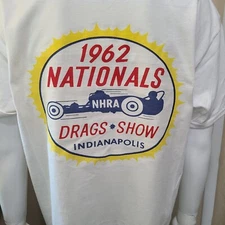 1962
NATIONALS
NHRA
DRAGS SHOW
INDIANAPOLIS